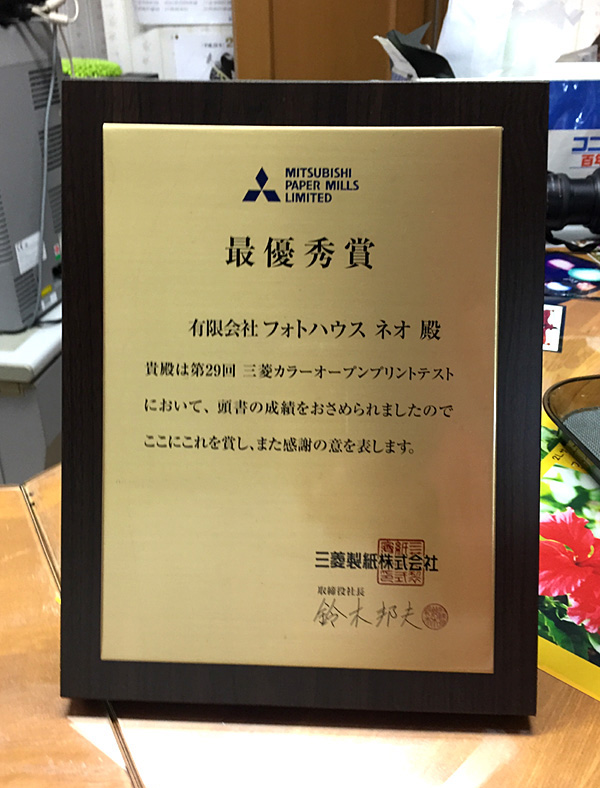 MITSUBISHI
PAPER MILLS
LIMITED
最優秀賞
有限会社 フォトハウス ネオ 殿
貴殿は第29回 三菱カラーオープンプリントテスト
において、頭書の成績をおさめられましたので
ここにこれを賞し、また感謝の意を表します。
三菱製紙株式会社
取締役社長
鈴木邦夫
ココ
百年